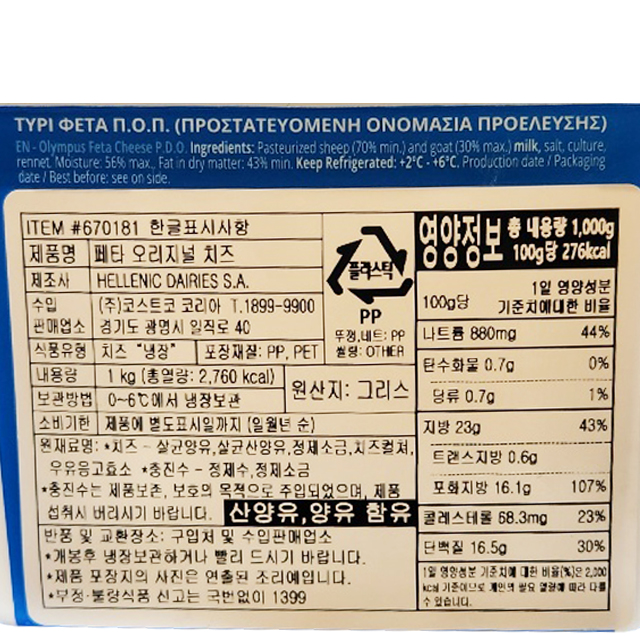 ΤΥΡΙ ΦΕΤΑ Π.Ο.Π. (ΠΡΟΣΤΑΤΕΥΟΜΕΝΗ ΟΝΟΜΑΣΙΑ ΠΡΟΕΛΕΥΣΗΣ)
EN - Olympus Feta Cheese P.D.O. Ingredients: Pasteurized sheep (70% min.) and goat (30% max.) milk, salt, culture,
rennet. Moisture: 56% max., Fat in dry matter: 43% min. Keep Refrigerated: +2°C - +6°C. Production date / Packaging
date / Best before: see on side.
ITEM #670181 한글표시사항
제품명 페타 오리지널 치즈
제조사 HELLENIC DAIRIES S.A.
수입 판매업소 (주)코스트코 코리아 T.1899-9900
경기도 광명시 일직로 40
식품유형 치즈 "냉장" 포장재질: PP, PET
내용량 1 kg (총열량: 2,760 kcal)
보관방법 0~6℃에서 냉장보관
원산지: 그리스
소비기한 제품에 별도표시일까지 (일월년 순)
원재료명: *치즈 - 살균양유,살균산양유,정제소금,치즈컬쳐,
우유응고효소 *충진수 - 정제수,정제소금
*충진수는 제품보존, 보호의 목적으로 주입되었으며, 제품
섭취시 버리시기 바랍니다. 산양유,양유 함유
반품 및 교환장소: 구입처 및 수입판매업소
*개봉후 냉장보관하거나 빨리 드시기 바랍니다.
*제품 포장지의 사진은 연출된 조리예입니다.
*부정·불량식품 신고는 국번없이 1399
플라스틱
PP
뚜껑,네트: PP
씰링: OTHER
영양정보 총 내용량 1,000g
100g당 276kcal
100g당 1일 영양성분
기준치에대한 비율
나트륨 880mg 44%
탄수화물 0.7g 0%
당류 0.7g 1%
지방 23g 43%
트랜스지방 0.6g
포화지방 16.1g 107%
콜레스테롤 68.3mg 23%
단백질 16.5g 30%
1일 영양성분 기준치에 대한 비율(%)은 2,000
kcal 기준이므로 개인의 필요 열량에 따라 다를
수 있습니다.